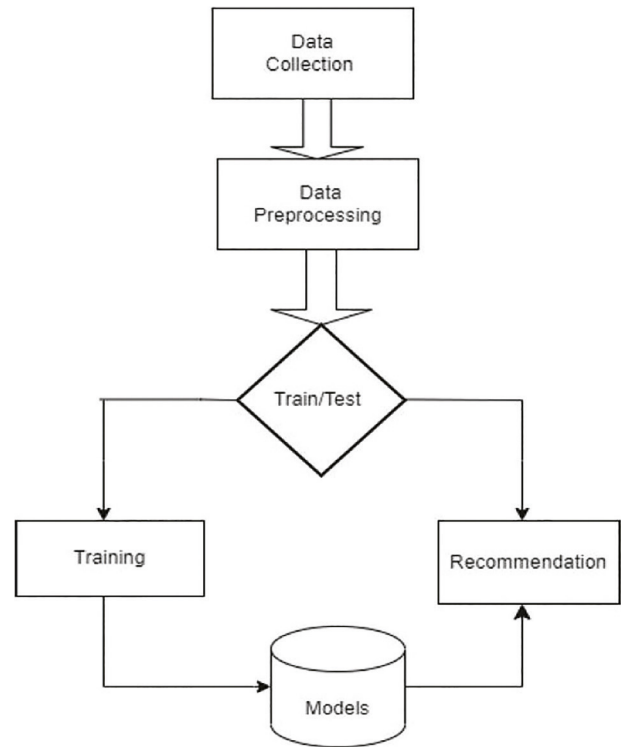 Data
Collection
Data
Preprocessing
Train/Test
Training
Recommendation
Models